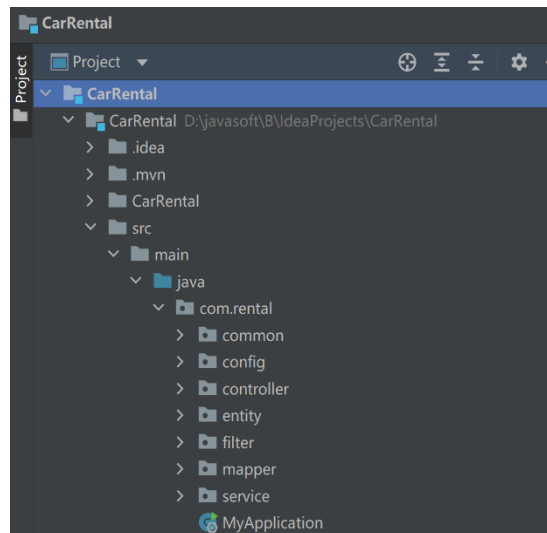 CarRental
Project
Project
CarRental
CarRental D:\javasoft\B\IdeaProjects\CarRental
.idea
.mvn
CarRental
src
main
java
com.rental
common
config
controller
entity
filter
mapper
service
MyApplication